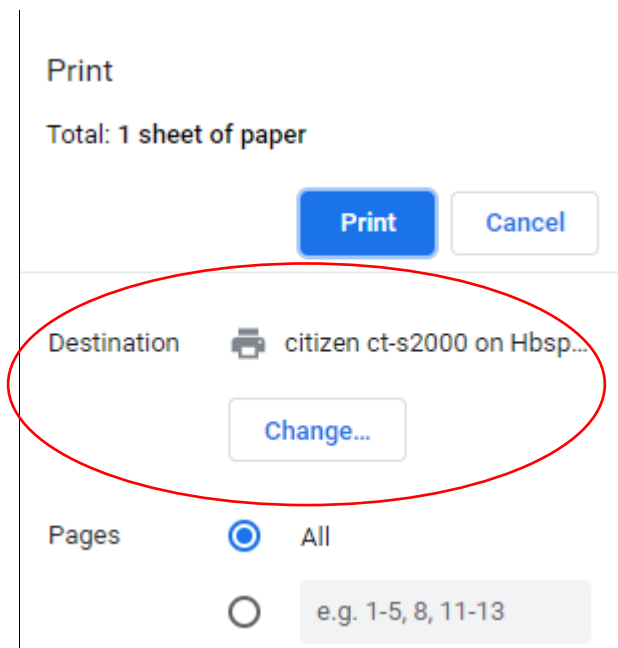 Print
Total: 1 sheet of paper
Print Cancel
Destination citizen ct-s2000 on Hbsp...
Change...
Pages All
e.g. 1-5, 8, 11-13